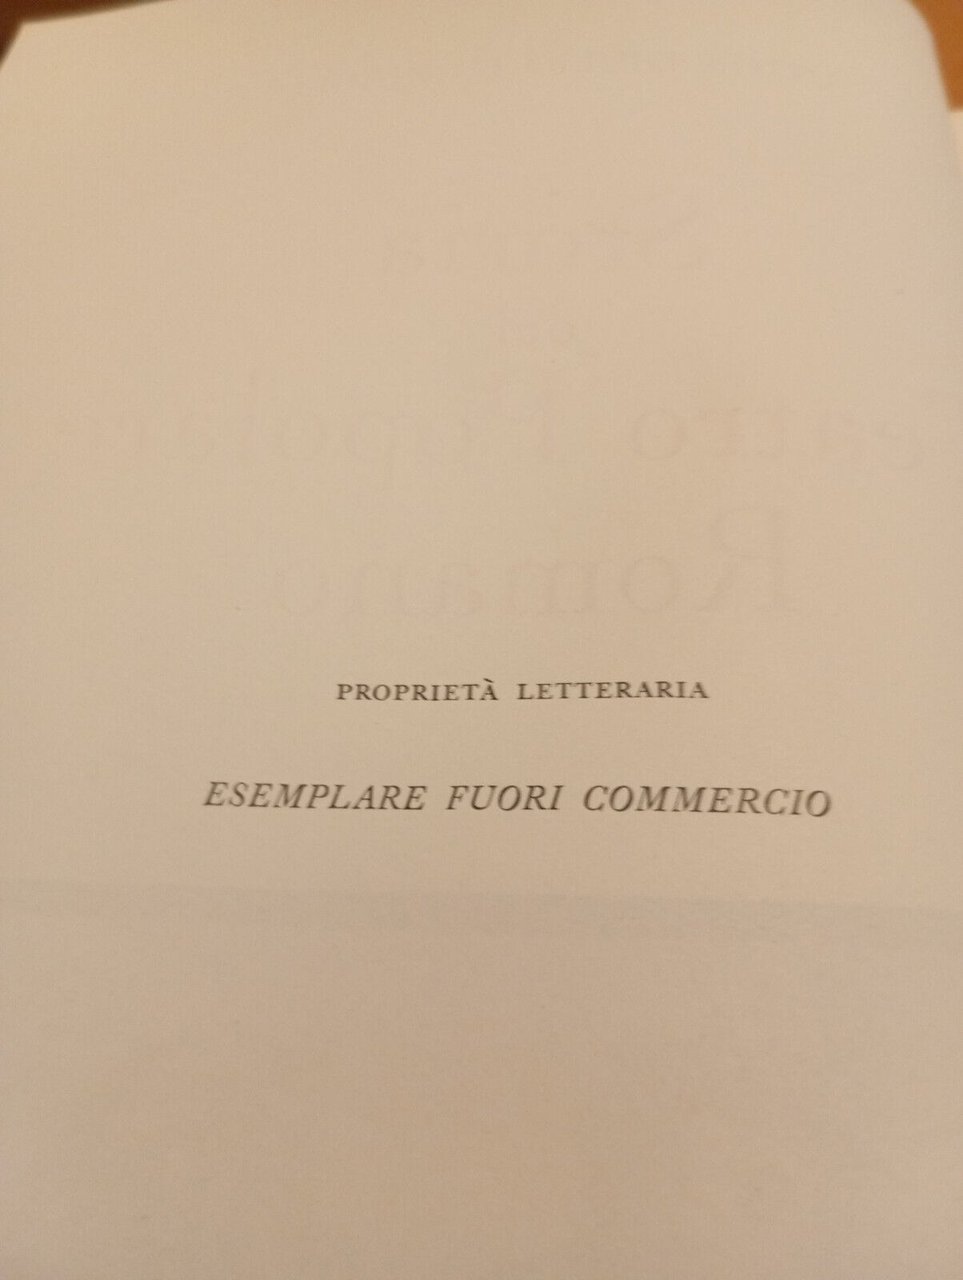 PROPRIETÀ LETTERARIA
ESEMPLARE FUORI COMMERCIO